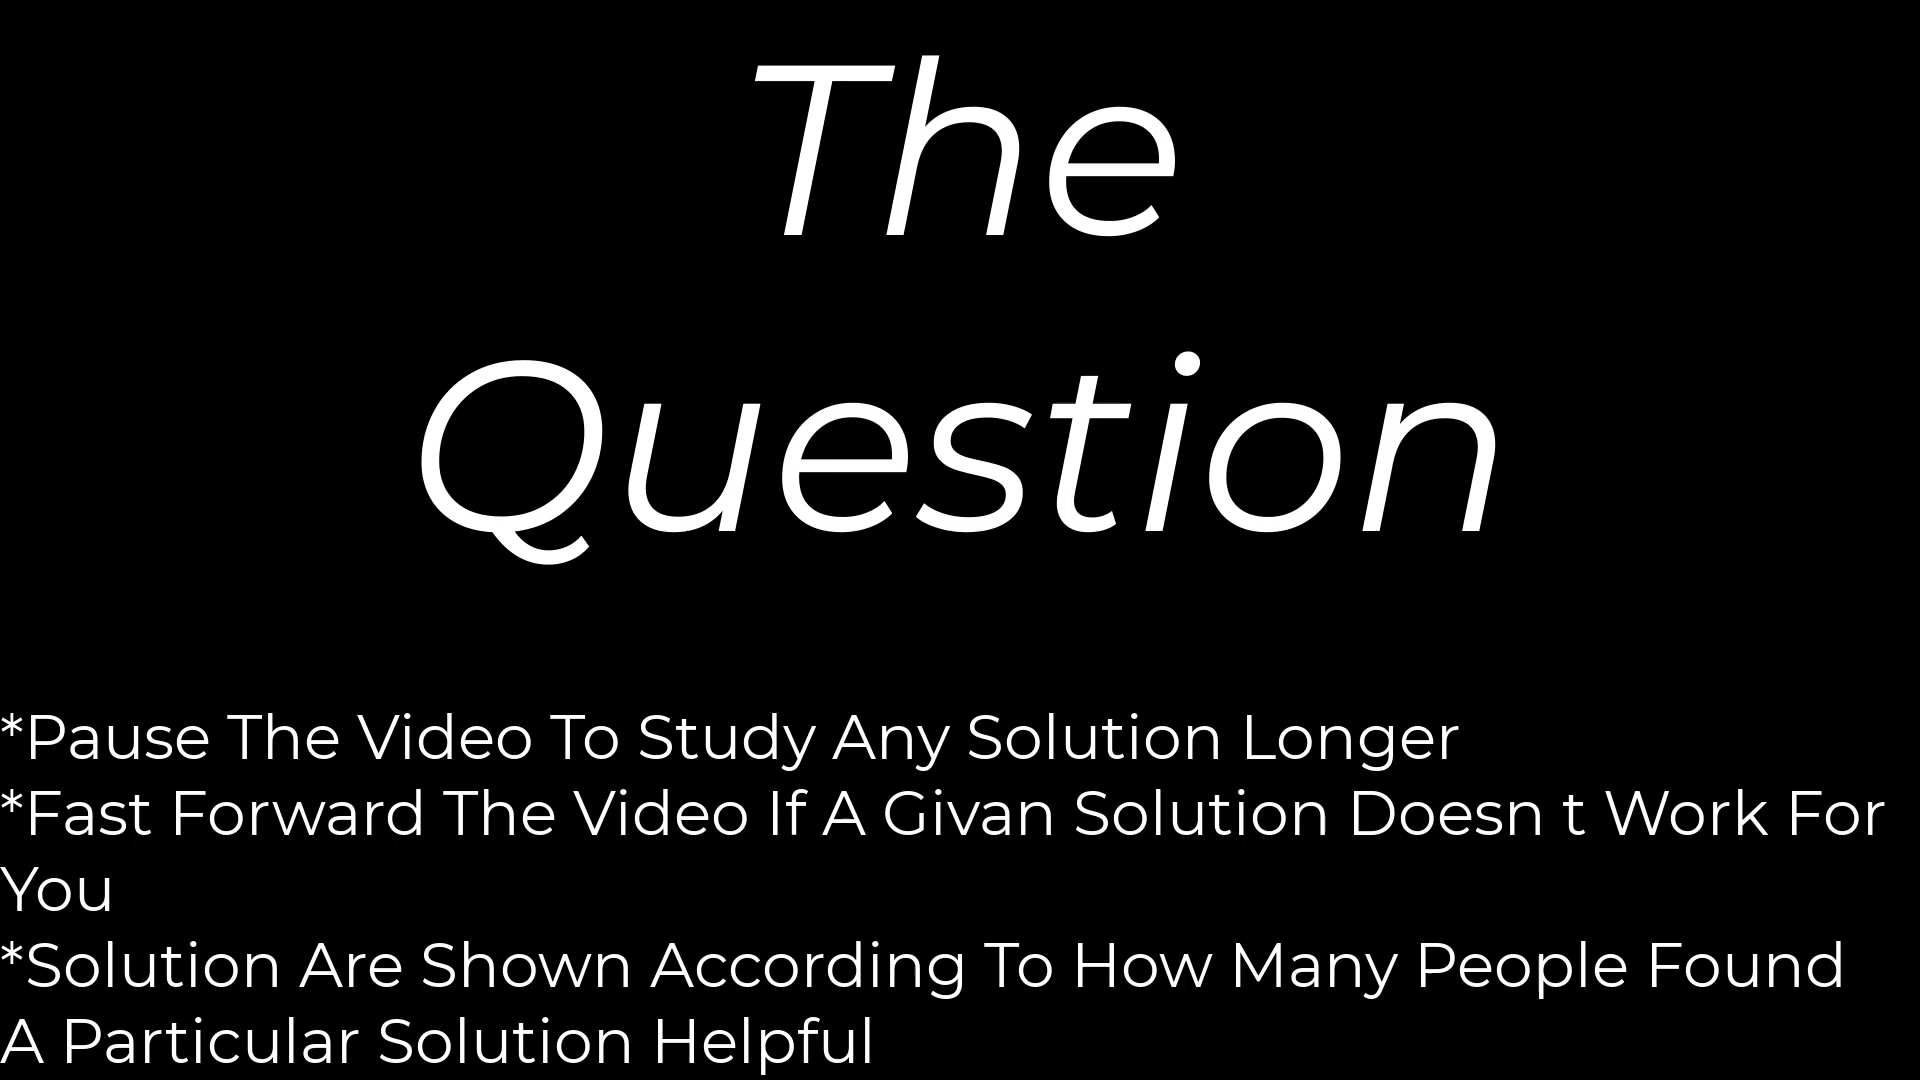 The
Question
*Pause The Video To Study Any Solution Longer
*Fast Forward The Video If A Givan Solution Doesn t Work For
You
*Solution Are Shown According To How Many People Found
A Particular Solution Helpful